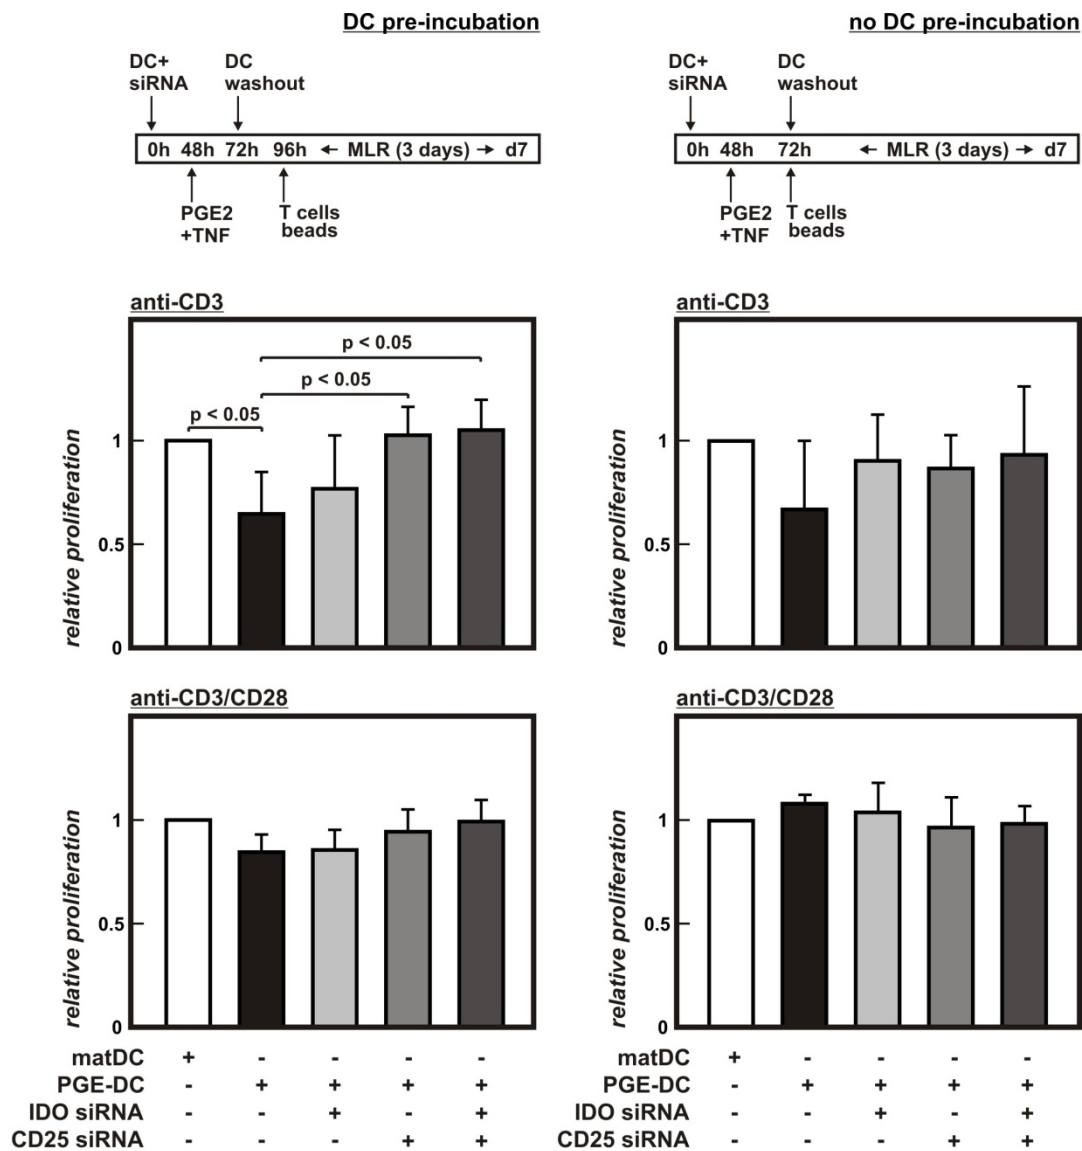 DC pre-incubation
DC+
siRNA
DC
washout
0h 48h 72h 96h ← MLR (3 days) → d7
PGE2
+TNF
T cells
beads
no DC pre-incubation
DC+
siRNA
DC
washout
0h 48h 72h ← MLR (3 days) → d7
PGE2
+TNF
T cells
beads
anti-CD3
relative proliferation
1
0.5
0
p < 0.05
p < 0.05
p < 0.05
anti-CD3
relative proliferation
1
0.5
0
anti-CD3/CD28
relative proliferation
1
0.5
0
anti-CD3/CD28
relative proliferation
1
0.5
0
matDC + - - - -
PGE-DC - + + + +
IDO siRNA - - + - +
CD25 siRNA - - - + +
matDC + - - - -
PGE-DC - + + + +
IDO siRNA - - + - +
CD25 siRNA - - - + +